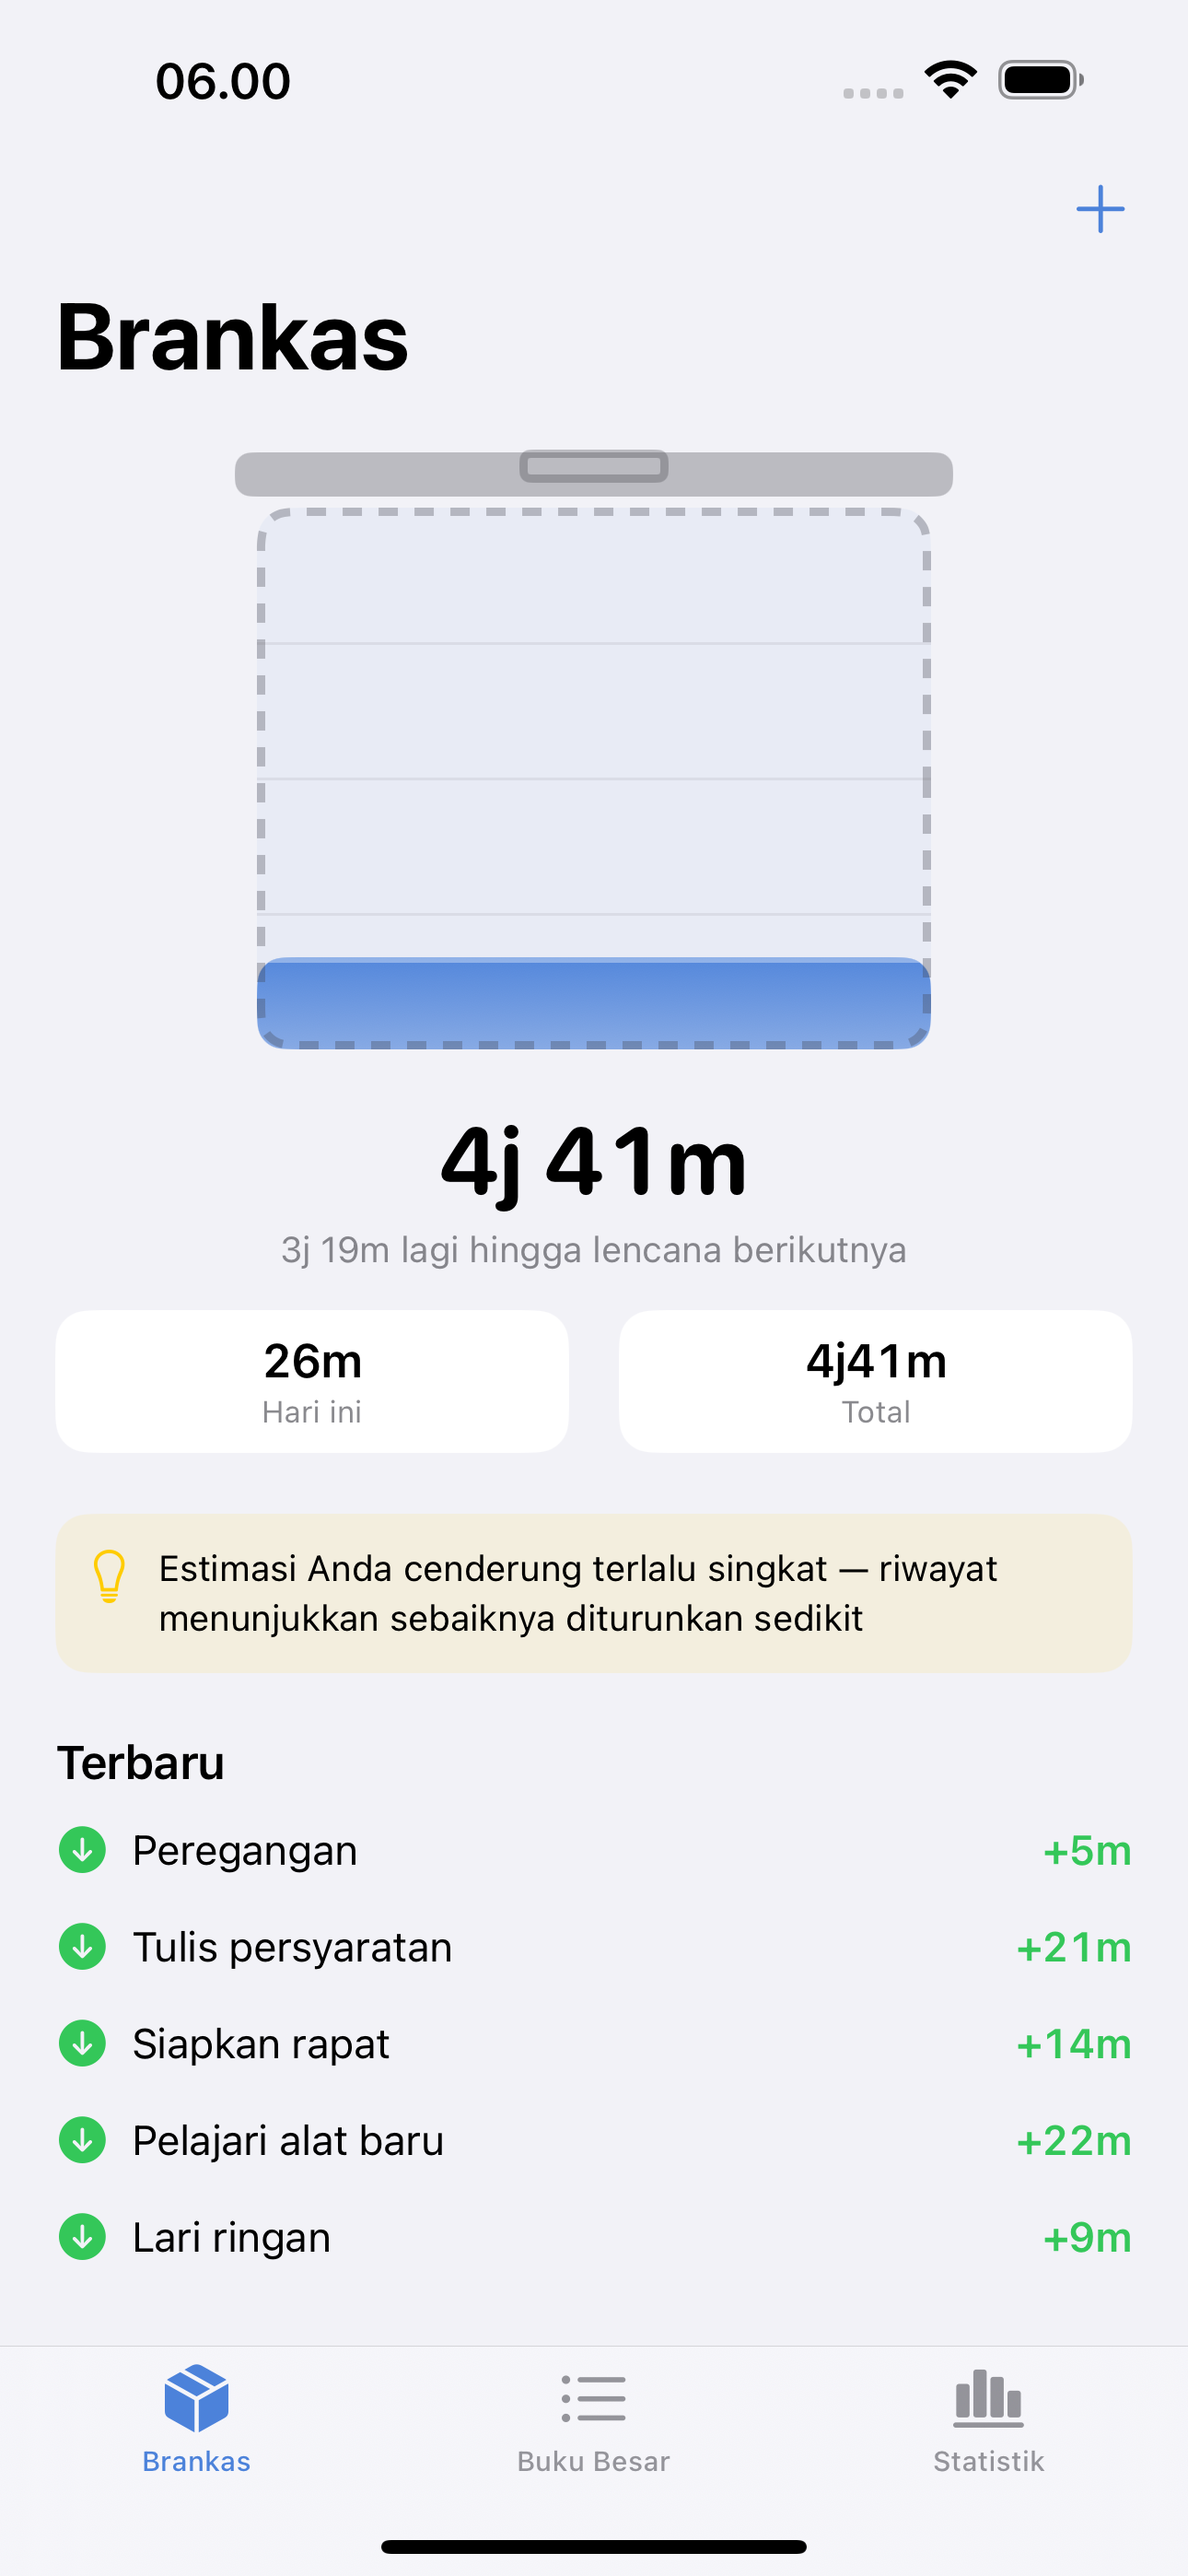 06.00
Brankas
4j 41m
3j 19m lagi hingga lencana berikutnya
26m
Hari ini
4j41m
Total
Estimasi Anda cenderung terlalu singkat — riwayat
menunjukkan sebaiknya diturunkan sedikit
Terbaru
Peregangan +5m
Tulis persyaratan +21m
Siapkan rapat +14m
Pelajari alat baru +22m
Lari ringan +9m
Brankas
Buku Besar
Statistik